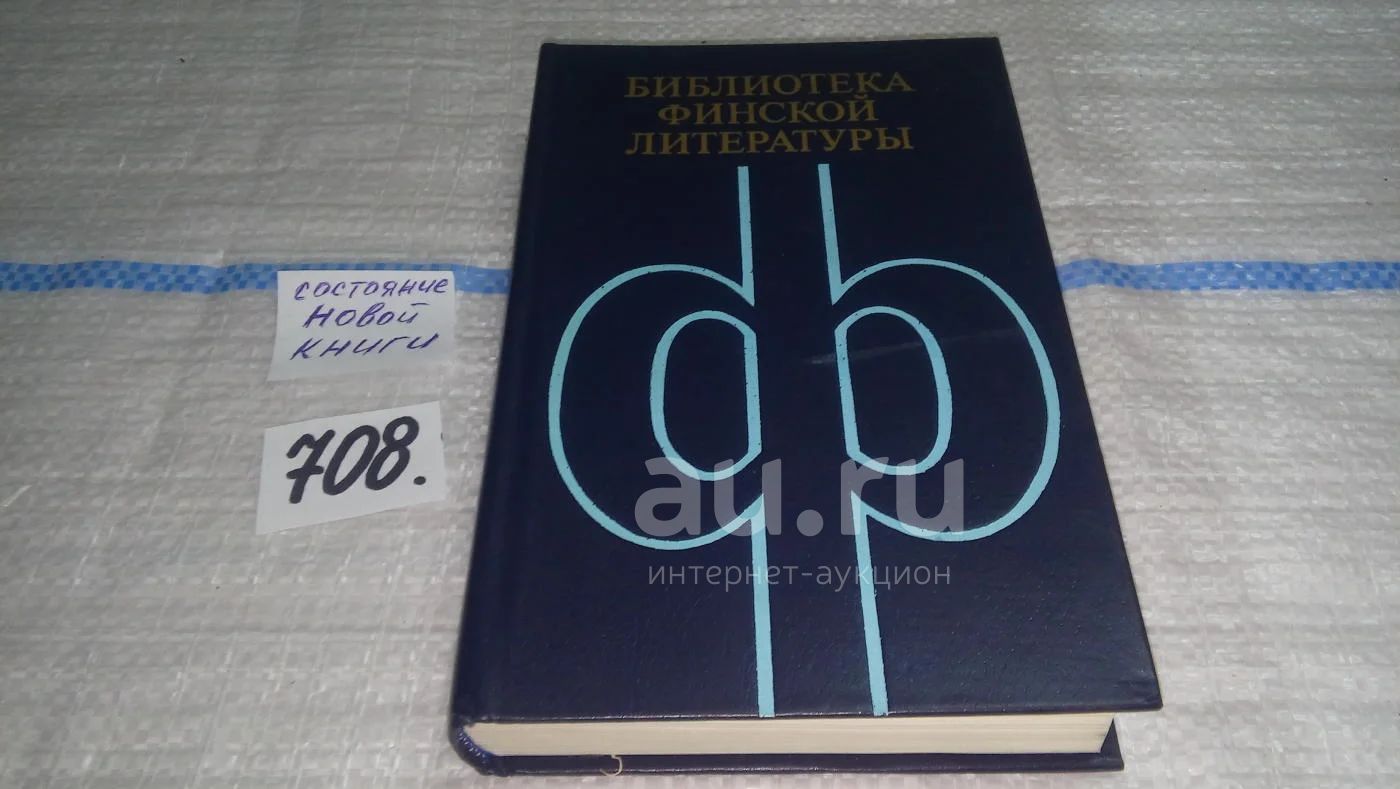 БИБЛИОТЕКА
ФИНСКОЙ
ЛИТЕРАТУРЫ
состояние
новой
книги
708.
au.ru
интернет-аукцион